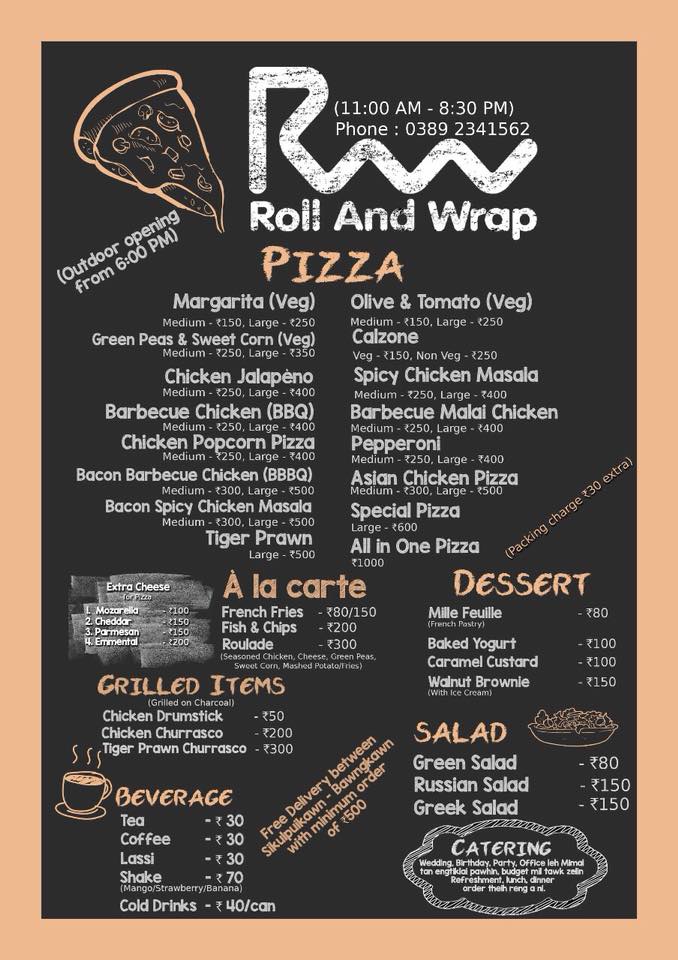 (11:00 AM - 8:30 PM)
Phone : 0389 2341562
Roll And Wrap
(Outdoor opening
from 6:00 PM)
PIZZA
Margarita (Veg)
Medium - ₹150, Large - ₹250
Green Peas & Sweet Corn (Veg)
Medium - ₹250, Large - ₹350
Chicken Jalapèno
Medium - ₹250, Large - ₹400
Barbecue Chicken (BBQ)
Medium - ₹250, Large - ₹400
Chicken Popcorn Pizza
Medium - ₹250, Large - ₹400
Bacon Barbecue Chicken (BBBQ)
Medium - ₹300, Large - ₹500
Bacon Spicy Chicken Masala
Medium - ₹300, Large - ₹500
Tiger Prawn
Large - ₹500
Olive & Tomato (Veg)
Medium - ₹150, Large - ₹250
Calzone
Veg - ₹150, Non Veg - ₹250
Spicy Chicken Masala
Medium - ₹250, Large - ₹400
Barbecue Malai Chicken
Medium - ₹250, Large - ₹400
Pepperoni
Medium - ₹250, Large - ₹400
Asian Chicken Pizza
Medium - ₹300, Large - ₹500
Special Pizza
Large - ₹600
All in One Pizza
₹1000
(Packing charge ₹30 extra)
Extra Cheese
for Pizza
1. Mozarella - ₹100
2. Cheddar - ₹150
3. Parmesan - ₹150
4. Emmental - ₹200
À la carte
French Fries - ₹80/150
Fish & Chips - ₹200
Roulade - ₹300
(Seasoned Chicken, Cheese, Green Peas,
Sweet Corn, Mashed Potato/Fries)
DESSERT
Mille Feuille - ₹80
(French Pastry)
Baked Yogurt - ₹100
Caramel Custard - ₹100
Walnut Brownie - ₹150
(With Ice Cream)
GRILLED ITEMS
(Grilled on Charcoal)
Chicken Drumstick - ₹50
Chicken Churrasco - ₹200
Tiger Prawn Churrasco - ₹300
SALAD
Green Salad - ₹80
Russian Salad - ₹150
Greek Salad - ₹150
BEVERAGE
Tea - ₹ 30
Coffee - ₹ 30
Lassi - ₹ 30
Shake - ₹ 70
(Mango/Strawberry/Banana)
Cold Drinks - ₹ 40/can
Free Delivery between
Sikulpuikawn - Bawngkawn
with minimum order
of ₹500
CATERING
Wedding, Birthday, Party, Office leh Mimal
tan engtiklai pawhin, budget mil tawk zelin
Refreshment, lunch, dinner
order theih reng a ni.